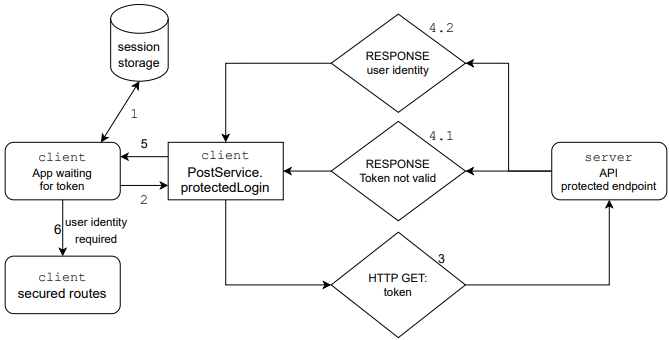 session
storage
1
4.2
RESPONSE
user identity
client
App waiting
for token
5
2
client
PostService.
protectedLogin
4.1
RESPONSE
Token not valid
server
API
protected endpoint
6
user identity
required
client
secured routes
3
HTTP GET:
token